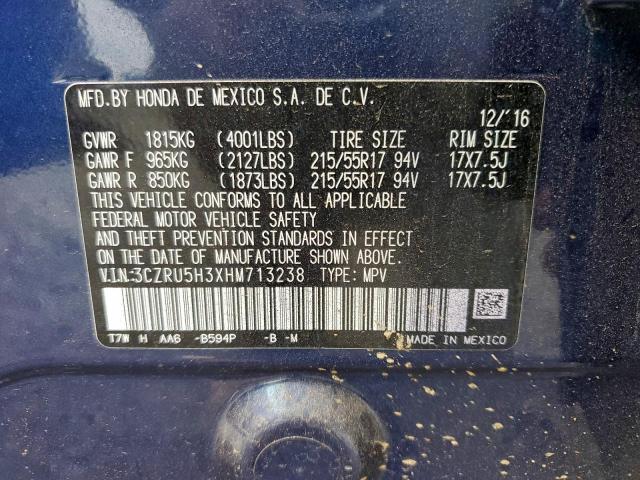 MFD.BY HONDA DE MEXICO S.A. DE C.V.
12/'16
GVWR 1815KG (4001LBS) TIRE SIZE RIM SIZE
GAWR F 965KG (2127LBS) 215/55R17 94V 17X7.5J
GAWR R 850KG (1873LBS) 215/55R17 94V 17X7.5J
THIS VEHICLE CONFORMS TO ALL APPLICABLE
FEDERAL MOTOR VEHICLE SAFETY
AND THEFT PREVENTION STANDARDS IN EFFECT
ON THE DATE OF MANUFACTURE SHOWN ABOVE.
V.I.N:3CZRU5H3XHM713238 TYPE: MPV
T7W H AA6 -B594P -B -M
MADE IN MEXICO